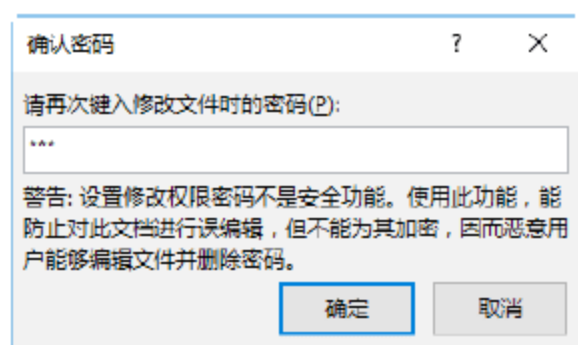 确认密码 ? ×
请再次键入修改文件时的密码(P):
***
警告: 设置修改权限密码不是安全功能。使用此功能，能
防止对此文档进行误编辑，但不能为其加密，因而恶意用
户能够编辑文件并删除密码。
确定 取消